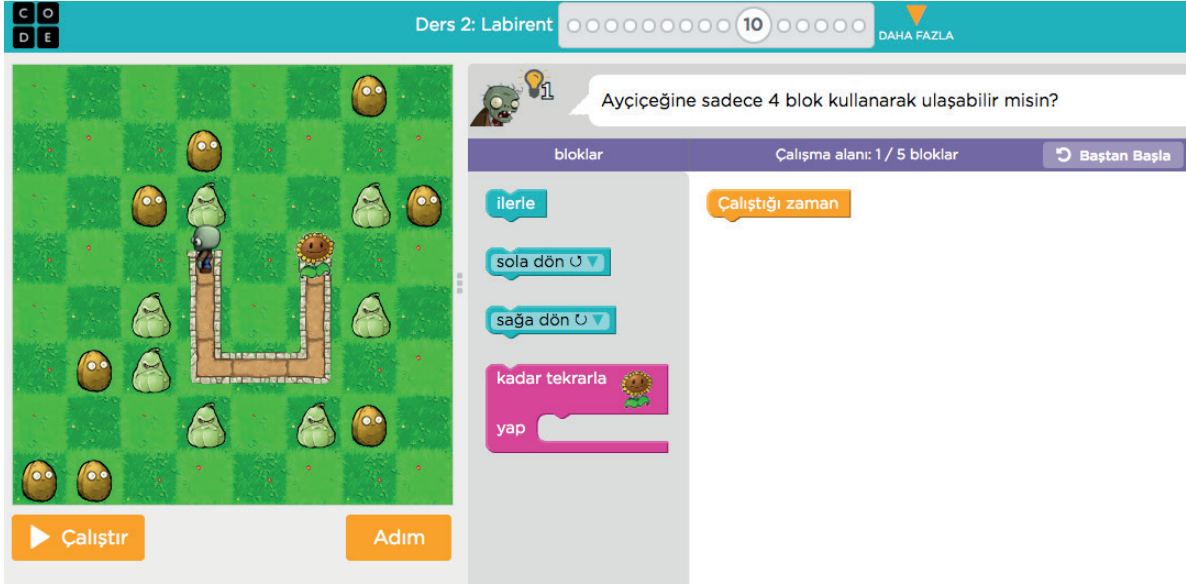 C O
D E
Ders 2: Labirent
10
DAHA FAZLA
1
Ayçiçeğine sadece 4 blok kullanarak ulaşabilir misin?
bloklar
Çalışma alanı: 1 / 5 bloklar
Baştan Başla
ilerle
Çalıştığı zaman
sola dön ↺ ▼
sağa dön ↻ ▼
kadar tekrarla
yap
Çalıştır
Adım